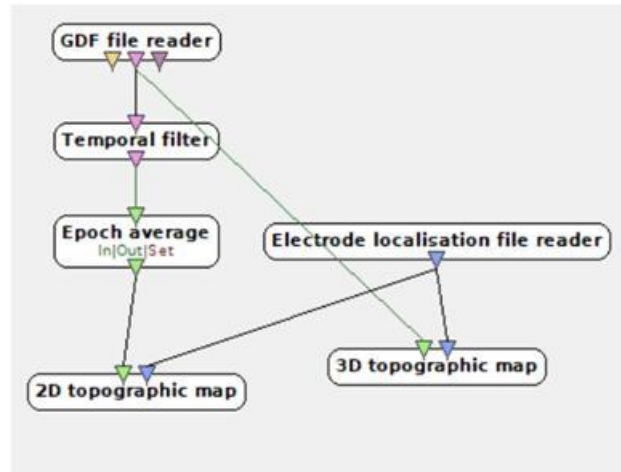 GDF file reader
Temporal filter
Epoch average
In|Out|Set
Electrode localisation file reader
2D topographic map
3D topographic map